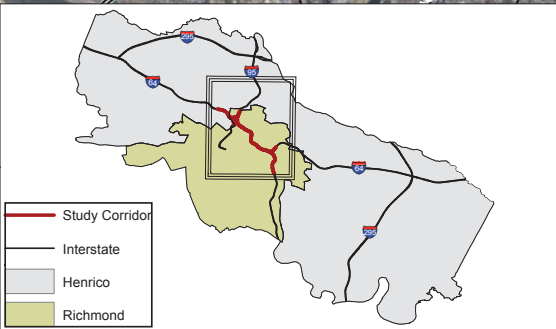 295
95
64
64
295
Study Corridor
Interstate
Henrico
Richmond